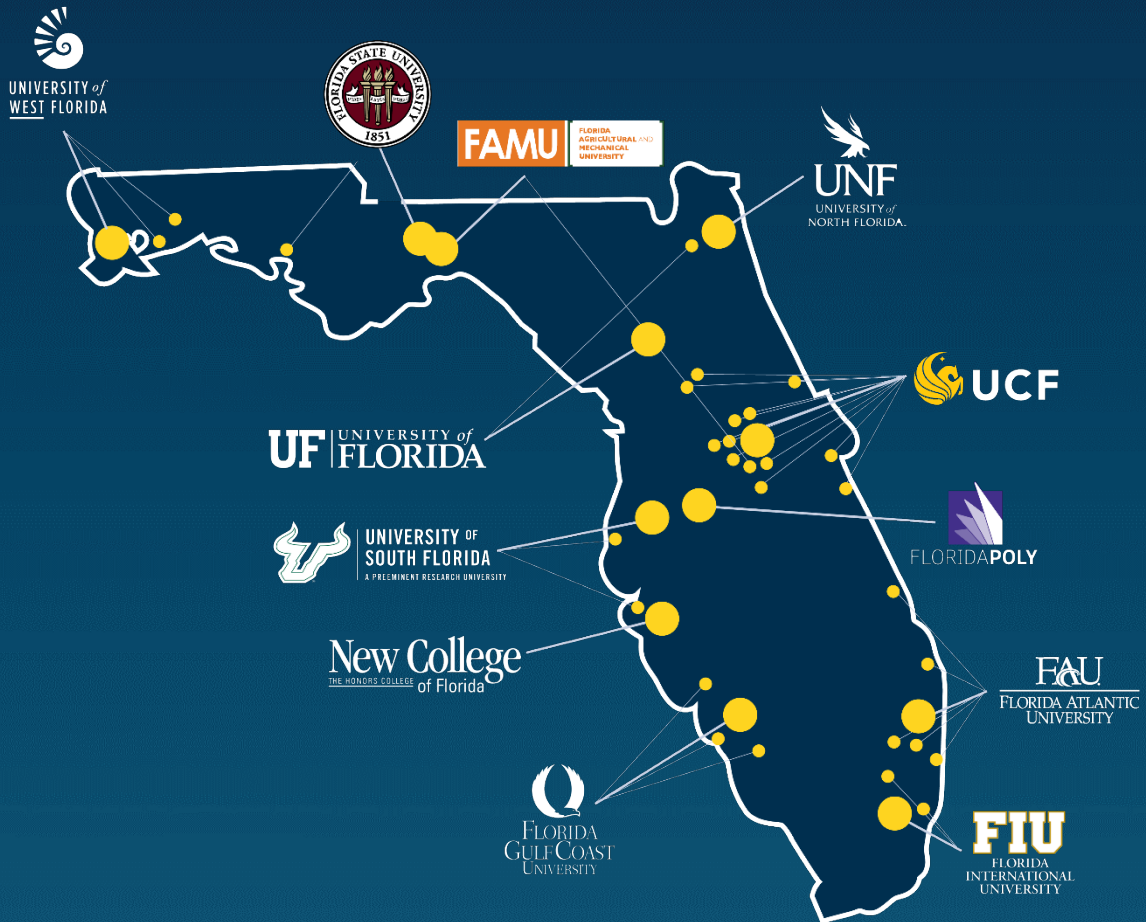 UNIVERSITY of
WEST FLORIDA
FLORIDA STATE UNIVERSITY
1851
FAMU
FLORIDA
AGRICULTURAL AND
MECHANICAL
UNIVERSITY
UNF
UNIVERSITY of
NORTH FLORIDA.
UCF
UF UNIVERSITY of
FLORIDA
UNIVERSITY OF
SOUTH FLORIDA
A PREEMINENT RESEARCH UNIVERSITY
FLORIDAPOLY
New College
THE HONORS COLLEGE of Florida
FAU
FLORIDA ATLANTIC
UNIVERSITY
FLORIDA
GULF COAST
UNIVERSITY
FIU
FLORIDA
INTERNATIONAL
UNIVERSITY